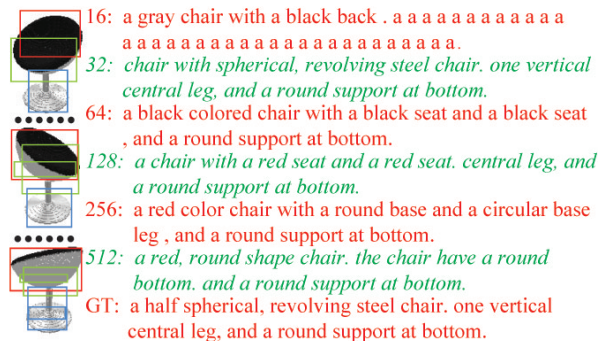 16: a gray chair with a black back . a a a a a a a a a a a a
a a a a a a a a a a a a a a a a a a a a a a a.
32: chair with spherical, revolving steel chair. one vertical
central leg, and a round support at bottom.
64: a black colored chair with a black seat and a black seat
, and a round support at bottom.
128: a chair with a red seat and a red seat. central leg, and
a round support at bottom.
256: a red color chair with a round base and a circular base
leg , and a round support at bottom.
512: a red, round shape chair. the chair have a round
bottom. and a round support at bottom.
GT: a half spherical, revolving steel chair. one vertical
central leg, and a round support at bottom.